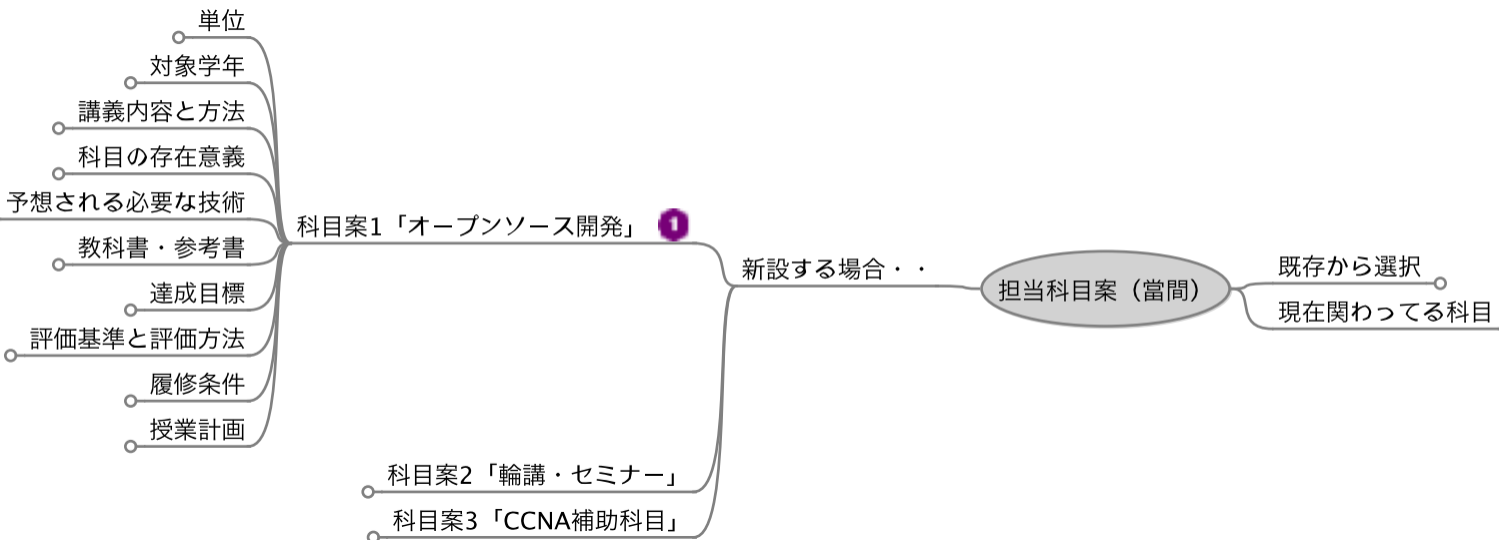 単位
対象学年
講義内容と方法
科目の存在意義
予想される必要な技術
教科書・参考書
達成目標
評価基準と評価方法
履修条件
授業計画
科目案1「オープンソース開発」 1
科目案2「輪講・セミナー」
科目案3「CCNA補助科目」
新設する場合・・
担当科目案（當間）
既存から選択
現在関わってる科目